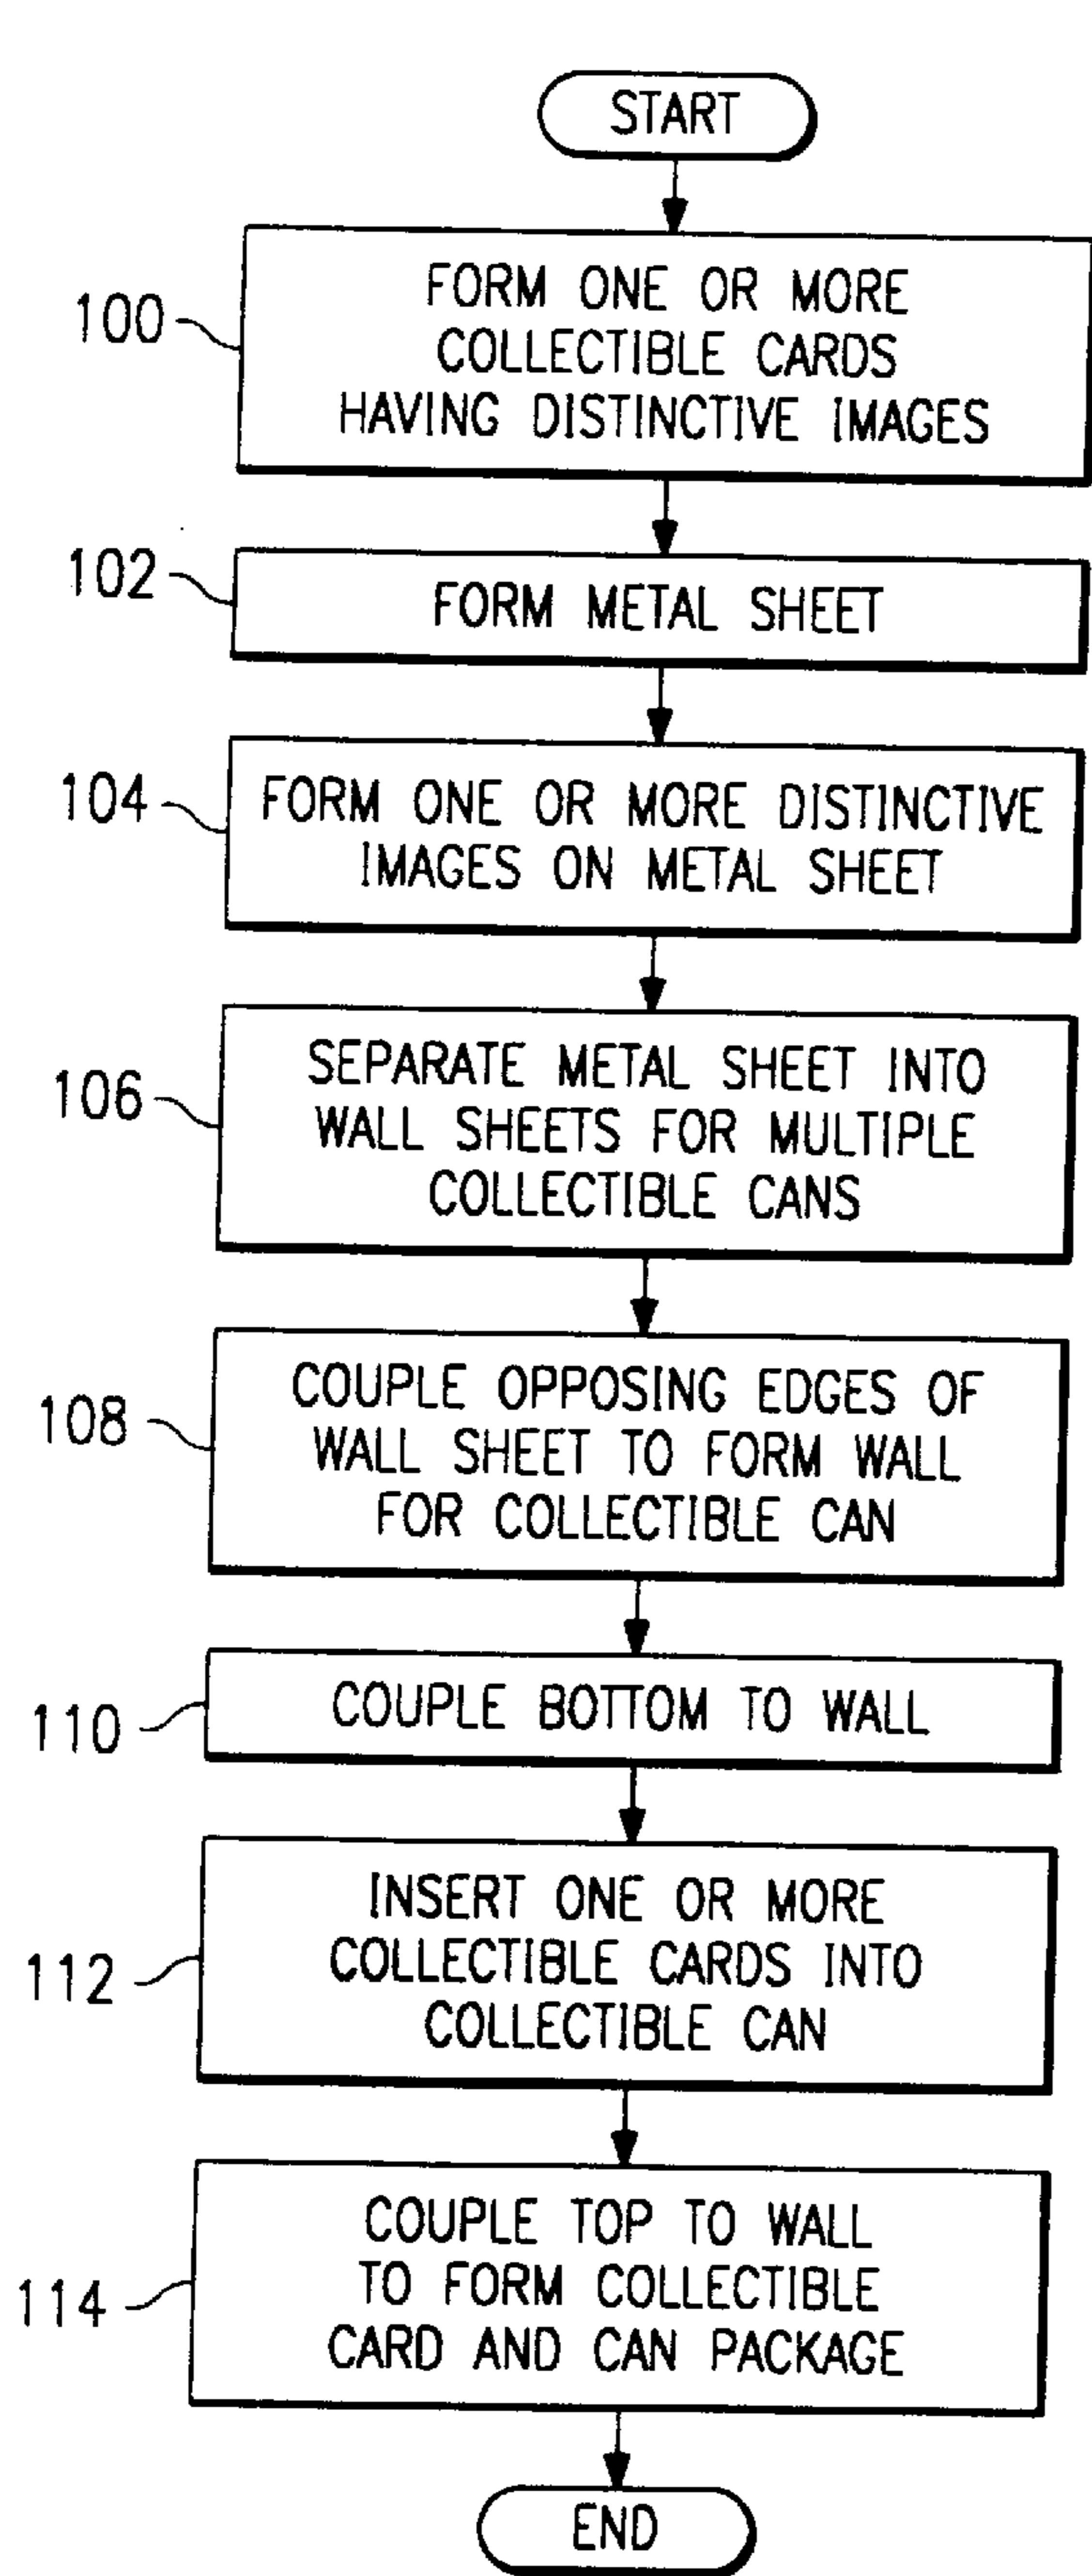 START
100
FORM ONE OR MORE
COLLECTIBLE CARDS
HAVING DISTINCTIVE IMAGES
102
FORM METAL SHEET
104
FORM ONE OR MORE DISTINCTIVE
IMAGES ON METAL SHEET
106
SEPARATE METAL SHEET INTO
WALL SHEETS FOR MULTIPLE
COLLECTIBLE CANS
108
COUPLE OPPOSING EDGES OF
WALL SHEET TO FORM WALL
FOR COLLECTIBLE CAN
110
COUPLE BOTTOM TO WALL
112
INSERT ONE OR MORE
COLLECTIBLE CARDS INTO
COLLECTIBLE CAN
114
COUPLE TOP TO WALL
TO FORM COLLECTIBLE
CARD AND CAN PACKAGE
END